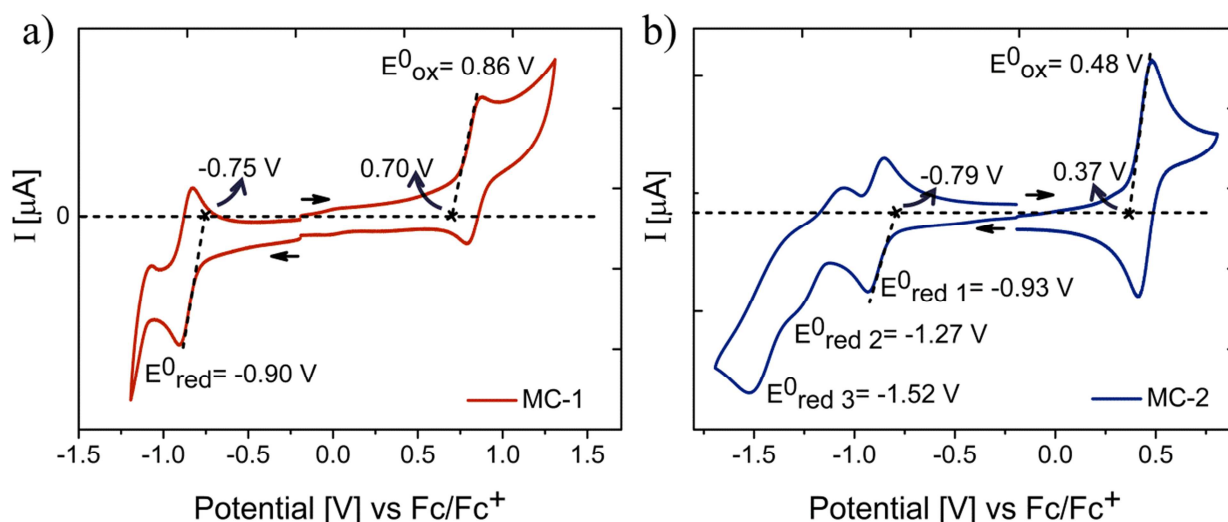 a)
E⁰ox= 0.86 V
-0.75 V
0.70 V
I [µA]
0
E⁰red= -0.90 V
MC-1
-1.5 -1.0 -0.5 0.0 0.5 1.0 1.5
Potential [V] vs Fc/Fc⁺
b)
E⁰ox= 0.48 V
-0.79 V
0.37 V
I [µA]
E⁰red 1= -0.93 V
E⁰red 2= -1.27 V
E⁰red 3= -1.52 V
MC-2
-1.5 -1.0 -0.5 0.0 0.5
Potential [V] vs Fc/Fc⁺